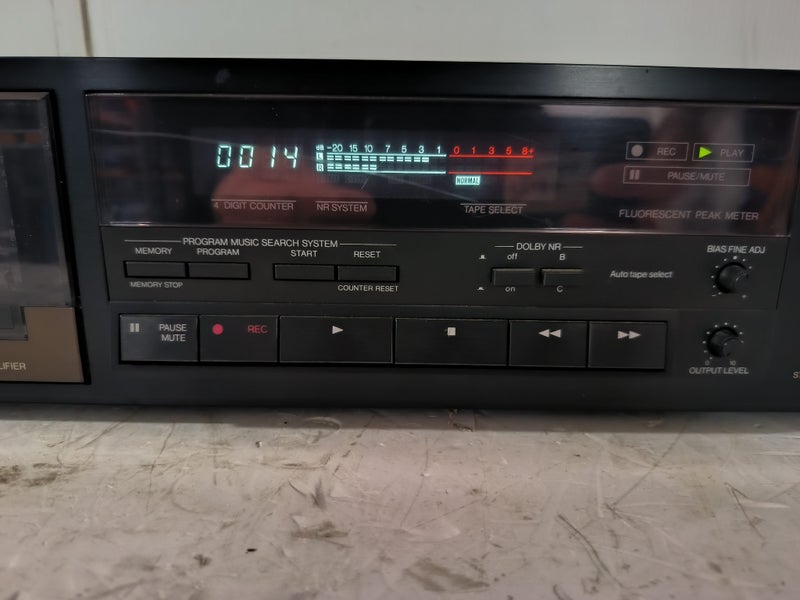 0014
dB -20 15 10 7 5 3 1 0 1 3 5 8+
L
R
NORMAL
REC PLAY
PAUSE/MUTE
4 DIGIT COUNTER NR SYSTEM TAPE SELECT FLUORESCENT PEAK METER
PROGRAM MUSIC SEARCH SYSTEM
MEMORY PROGRAM START RESET
MEMORY STOP COUNTER RESET
DOLBY NR
off B
on C
Auto tape select
BIAS FINE ADJ
- +
PAUSE MUTE
REC
0 10
OUTPUT LEVEL
LIFIER
ST